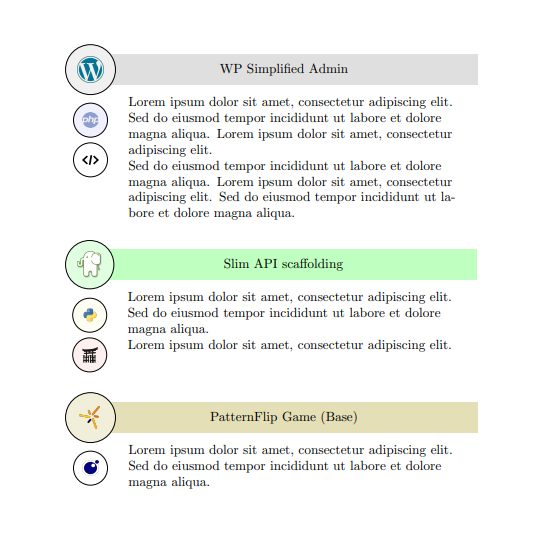 WP Simplified Admin
Lorem ipsum dolor sit amet, consectetur adipiscing elit.
php
Sed do eiusmod tempor incididunt ut labore et dolore
magna aliqua. Lorem ipsum dolor sit amet, consectetur
adipiscing elit.
Sed do eiusmod tempor incididunt ut labore et dolore
magna aliqua. Lorem ipsum dolor sit amet, consectetur
adipiscing elit. Sed do eiusmod tempor incididunt ut la-
bore et dolore magna aliqua.
Slim API scaffolding
Lorem ipsum dolor sit amet, consectetur adipiscing elit.
Sed do eiusmod tempor incididunt ut labore et dolore
magna aliqua.
Lorem ipsum dolor sit amet, consectetur adipiscing elit.
PatternFlip Game (Base)
Lorem ipsum dolor sit amet, consectetur adipiscing elit.
Sed do eiusmod tempor incididunt ut labore et dolore
magna aliqua.